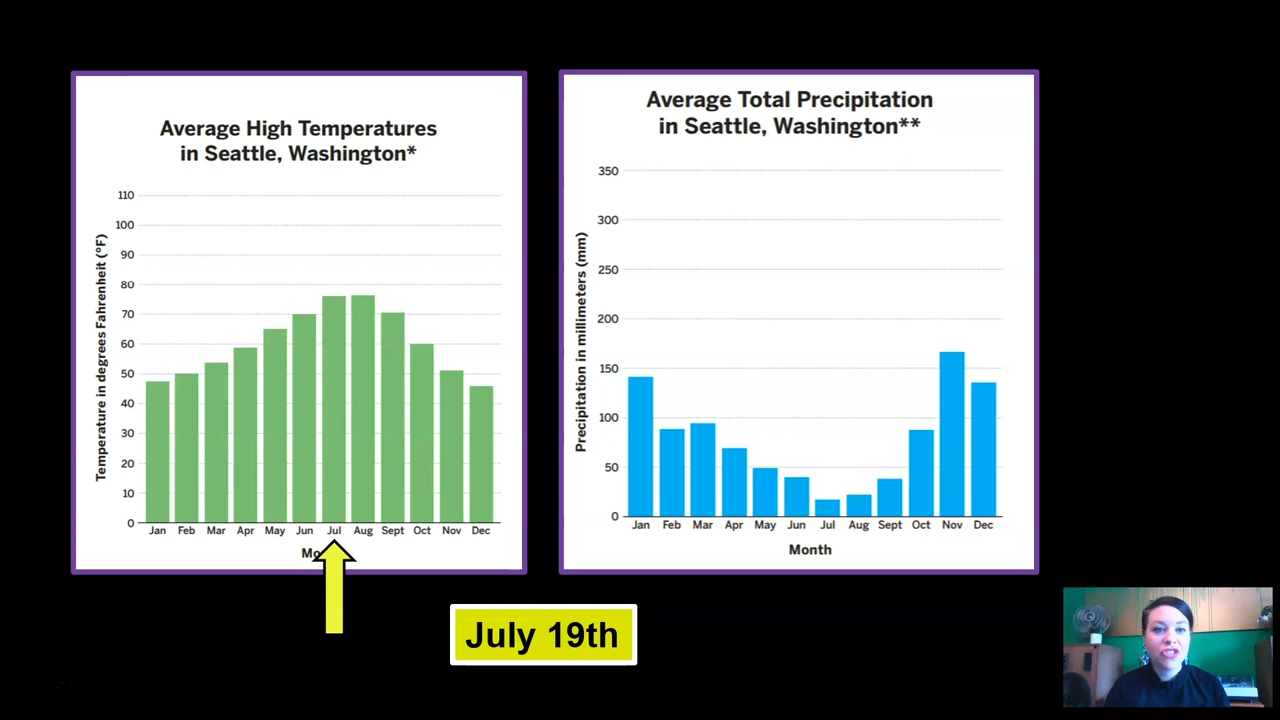 Average High Temperatures
in Seattle, Washington*
Temperature in degrees Fahrenheit (°F)
110
100
90
80
70
60
50
40
30
20
10
0
Jan Feb Mar Apr May Jun Jul Aug Sept Oct Nov Dec
Mo
Average Total Precipitation
in Seattle, Washington**
Precipitation in millimeters (mm)
350
300
250
200
150
100
50
0
Jan Feb Mar Apr May Jun Jul Aug Sept Oct Nov Dec
Month
July 19th